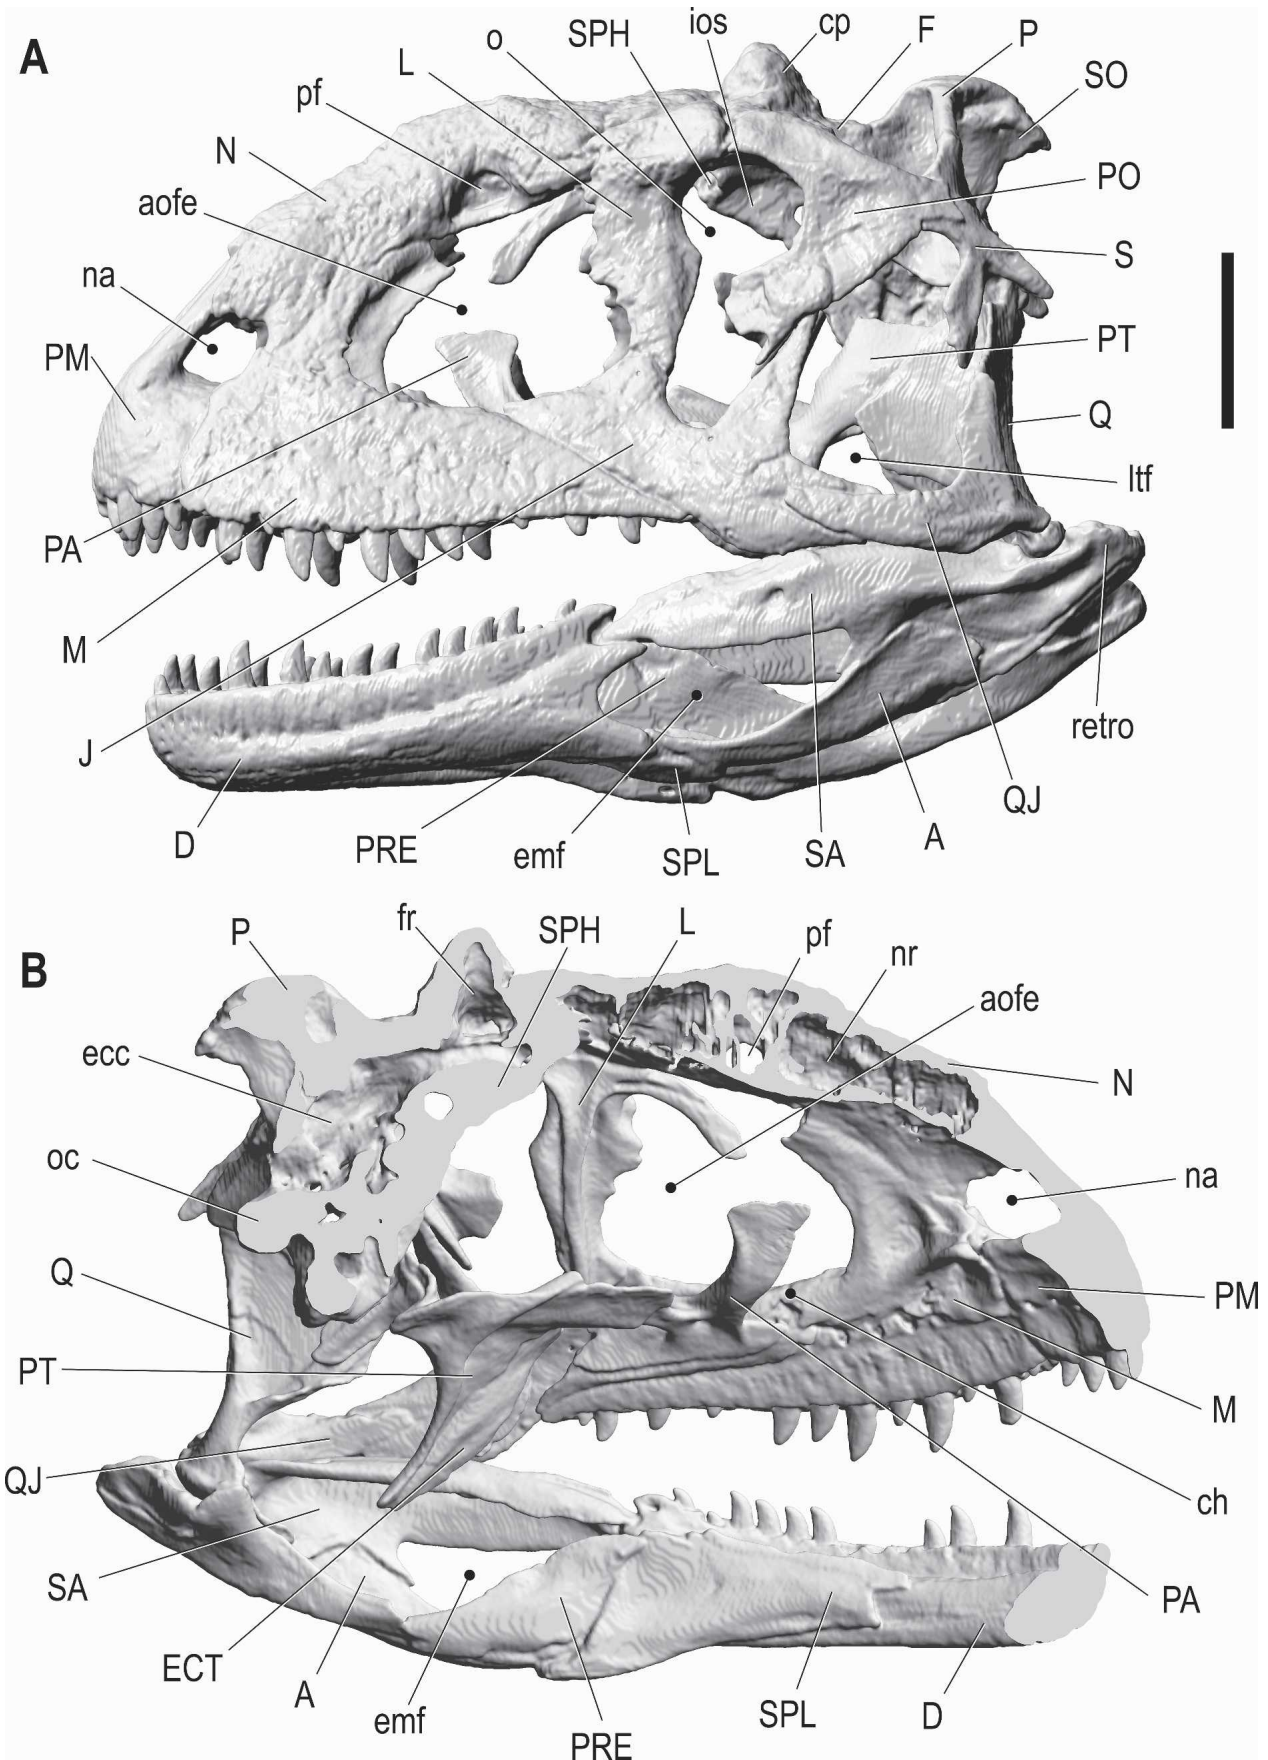 A
L
o
SPH
ios
cp
F
P
SO
pf
N
aofe
na
PM
PO
S
PT
Q
ltf
PA
M
J
D
PRE
emf
SPL
SA
A
QJ
retro
B
P
fr
SPH
L
pf
nr
aofe
ecc
oc
N
na
Q
PM
PT
M
QJ
ch
SA
PA
ECT
A
emf
PRE
SPL
D